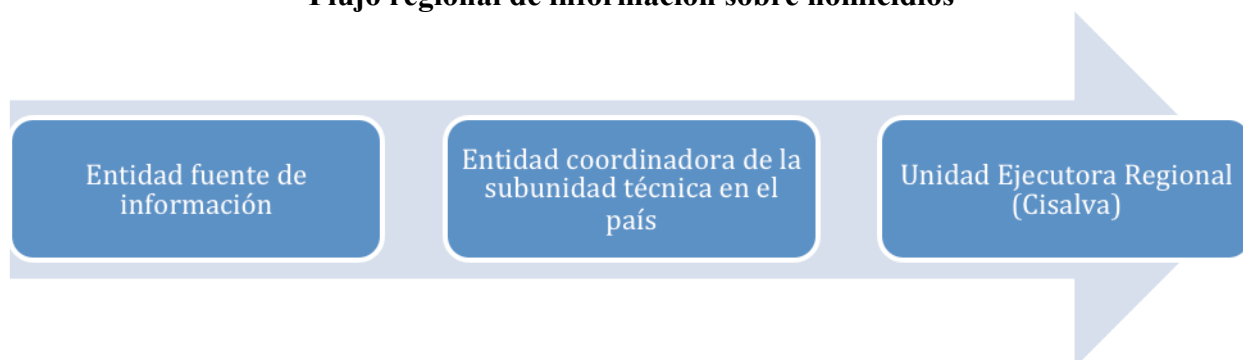 Flujo regional de información sobre homicidios
Entidad fuente de
información
Entidad coordinadora de la
subunidad técnica en el
país
Unidad Ejecutora Regional
(Cisalva)